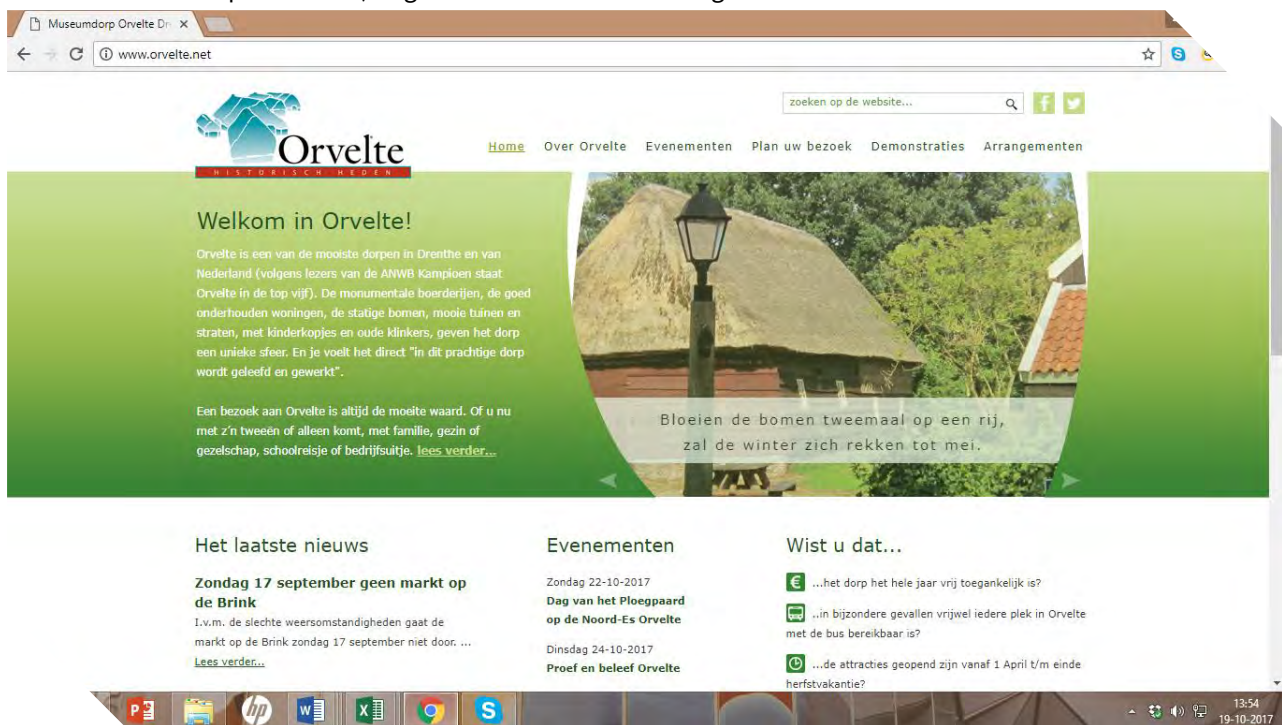 Museumdorp Orvelte Dr
www.orvelte.net
zoeken op de website...
Orvelte
HISTORISCH HEDEN
Home Over Orvelte Evenementen Plan uw bezoek Demonstraties Arrangementen
Welkom in Orvelte!
Orvelte is een van de mooiste dorpen in Drenthe en van
Nederland (volgens lezers van de ANWB Kampioen staat
Orvelte in de top vijf). De monumentale boerderijen, de goed
onderhouden woningen, de statige bomen, mooie tuinen en
straten, met kinderkopjes en oude klinkers, geven het dorp
een unieke sfeer. En je voelt het direct "in dit prachtige dorp
wordt geleefd en gewerkt".
Een bezoek aan Orvelte is altijd de moeite waard. Of u nu
met z'n tweeën of alleen komt, met familie, gezin of
gezelschap, schoolreisje of bedrijfsuitje. lees verder...
Bloeien de bomen tweemaal op een rij,
zal de winter zich rekken tot mei.
Het laatste nieuws
Zondag 17 september geen markt op
de Brink
I.v.m. de slechte weersomstandigheden gaat de
markt op de Brink zondag 17 september niet door. ...
Lees verder...
Evenementen
Zondag 22-10-2017
Dag van het Ploegpaard
op de Noord-Es Orvelte
Dinsdag 24-10-2017
Proef en beleef Orvelte
Wist u dat...
...het dorp het hele jaar vrij toegankelijk is?
..in bijzondere gevallen vrijwel iedere plek in Orvelte
met de bus bereikbaar is?
...de attracties geopend zijn vanaf 1 April t/m einde
herfstvakantie?
13:54
19-10-2017